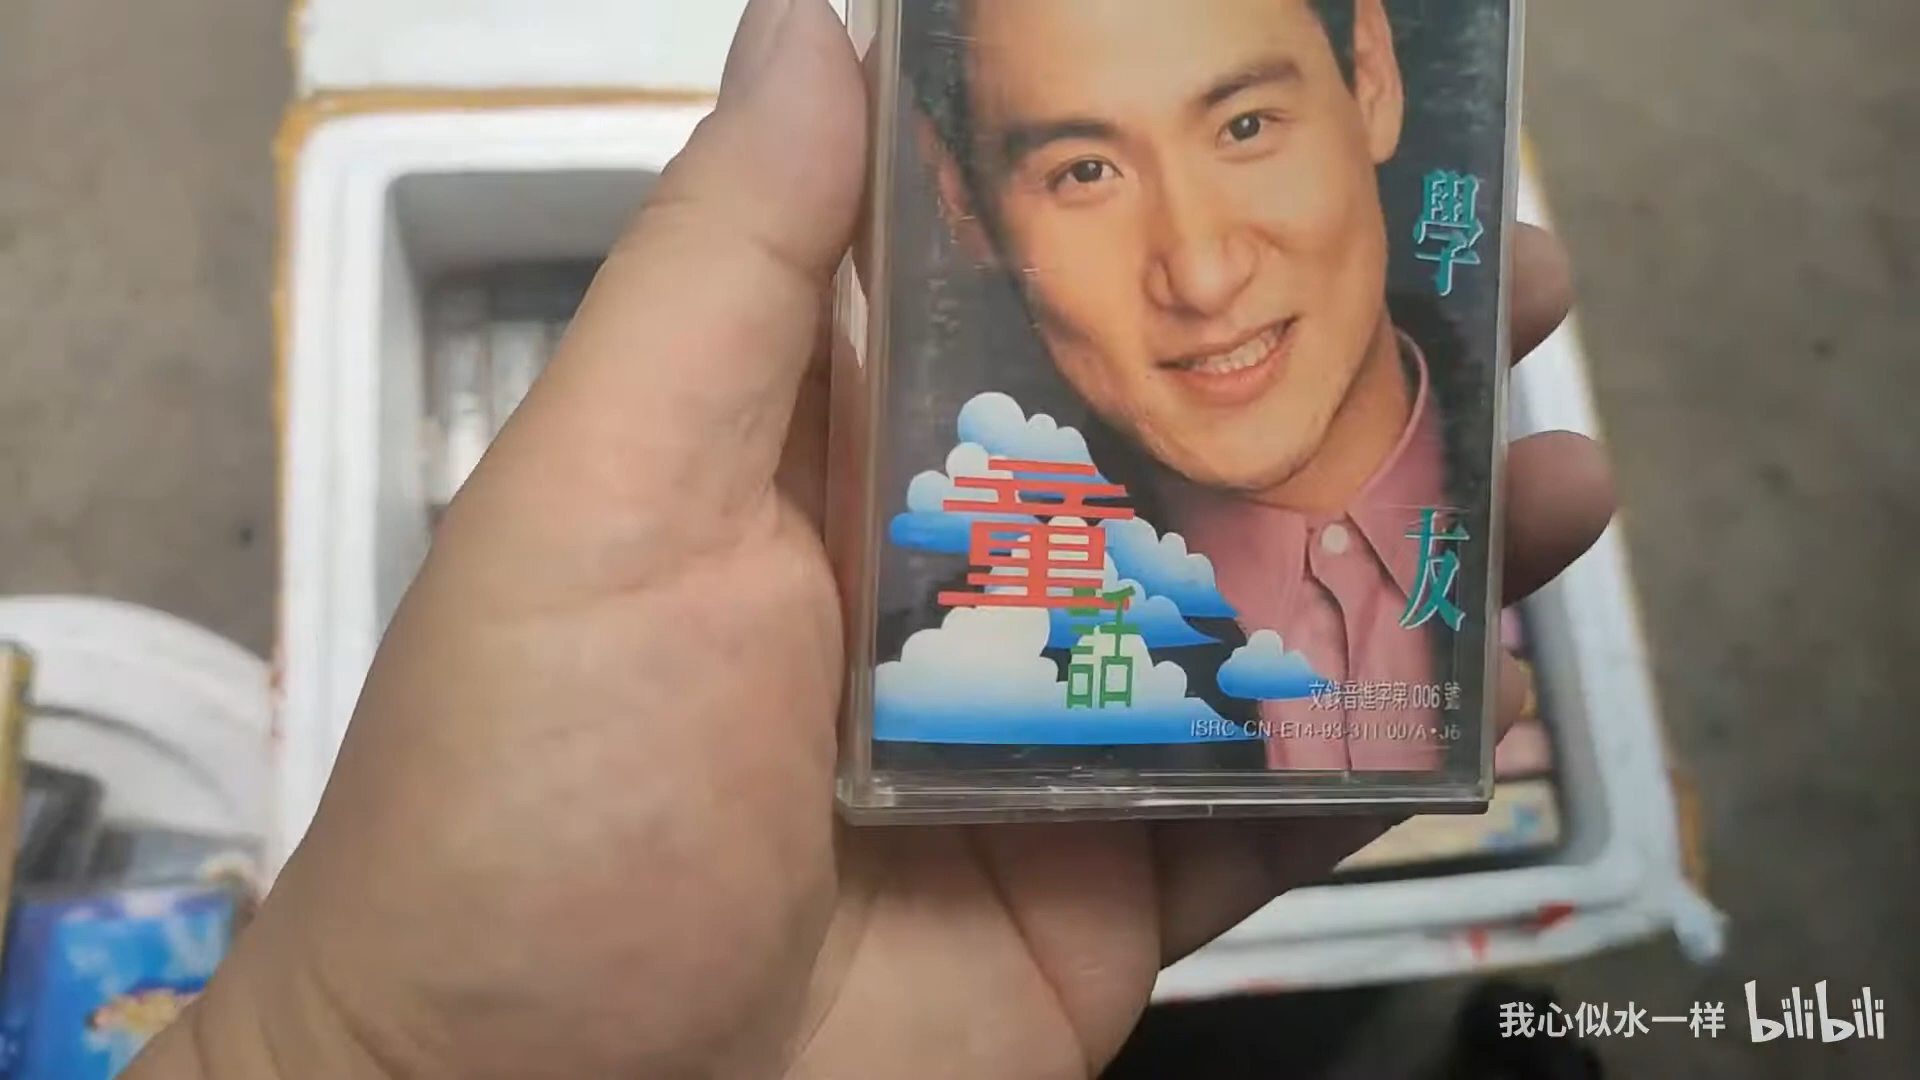 學
友
童
話
文錄音進字第006號
ISRC CN-E14-93-311 00/A·J6
我心似水一样
bilibili